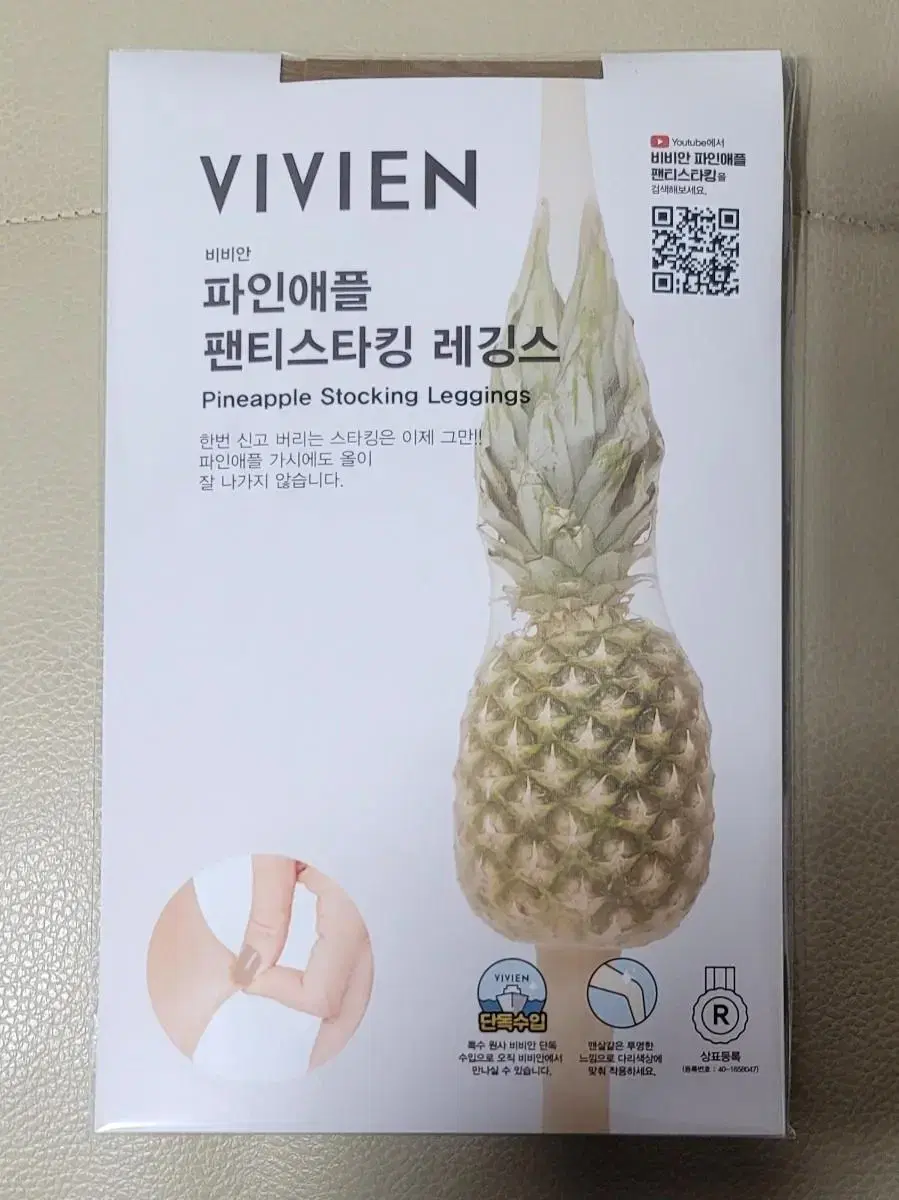 VIVIEN
비비안
파인애플
팬티스타킹 레깅스
Pineapple Stocking Leggings
한번 신고 버리는 스타킹은 이제 그만!!
파인애플 가시에도 올이
잘 나가지 않습니다.
Youtube에서
비비안 파인애플
팬티스타킹을
검색해보세요.
VIVIEN
단독수입
특수 원사 비비안 단독
수입으로 오직 비비안에서
만나실 수 있습니다.
맨살같은 투명한
느낌으로 다리색상에
맞춰 착용하세요.
R
상표등록
(등록번호 : 40-1658047)